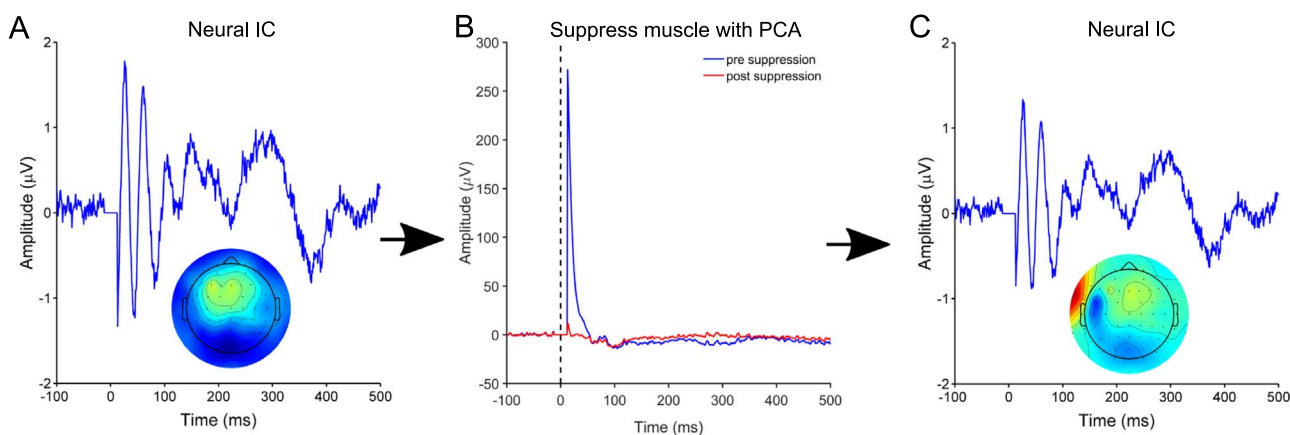 A
Neural IC
2
1
0
-1
-2
Amplitude (μV)
-100
0
100
200
300
400
500
Time (ms)
B
Suppress muscle with PCA
300
250
200
150
100
50
0
-50
Amplitude (μV)
pre suppression
post suppression
-100
0
100
200
300
400
500
Time (ms)
C
Neural IC
2
1
0
-1
-2
Amplitude (μV)
-100
0
100
200
300
400
500
Time (ms)